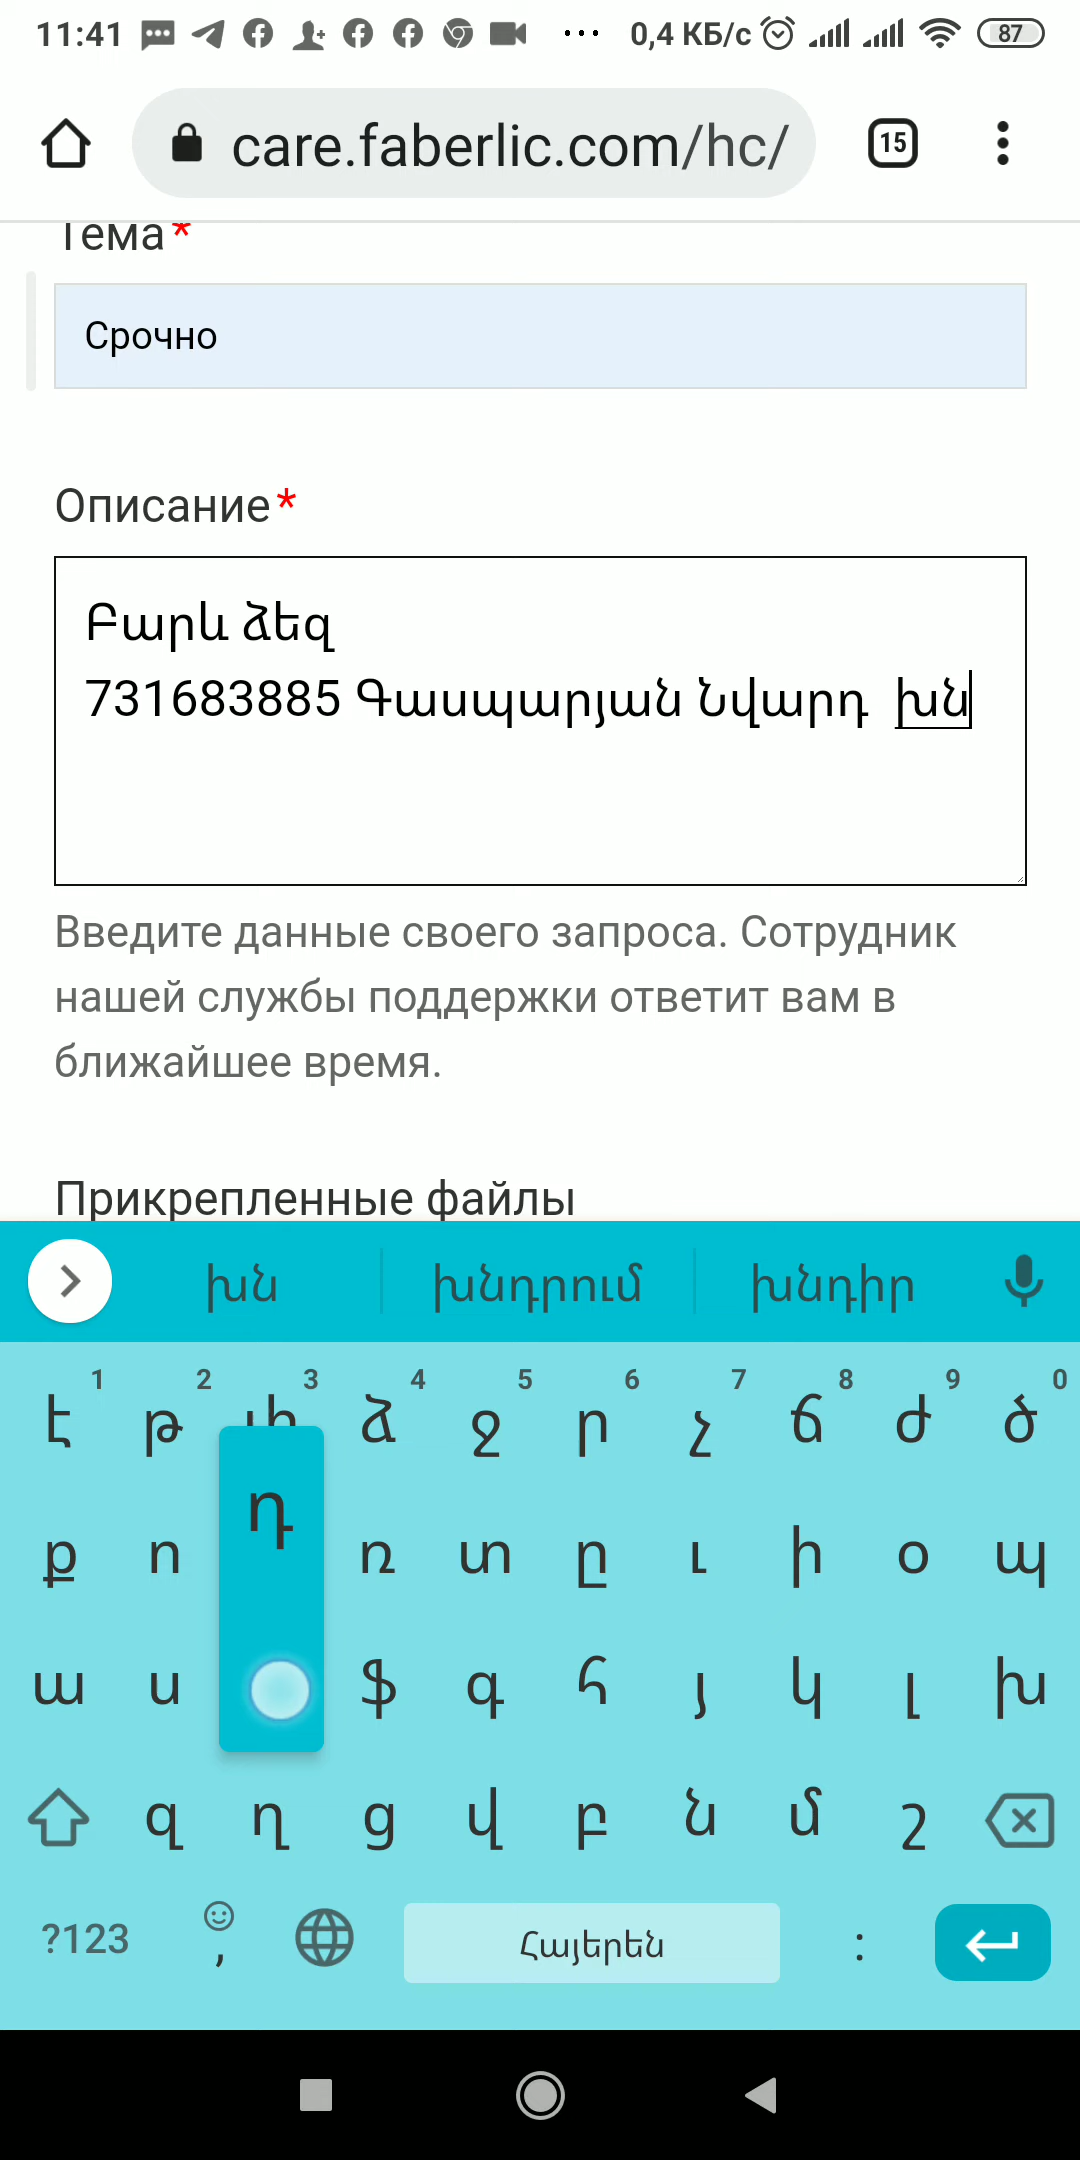 11:41 0,4 КБ/с 87
care.faberlic.com/hc/ 15
Тема*
Срочно
Описание*
Բարև ձեզ
731683885 Գասպարյան Նվարդ խն
Введите данные своего запроса. Сотрудник
нашей службы поддержки ответит вам в
ближайшее время.
Прикрепленные файлы
խն խնդրում խնդիր
1 2 3 4 5 6 7 8 9 0
է թ փ ձ ջ ր չ ճ ժ ծ
դ
ք ո ռ տ ը ւ ի օ պ
ա ս ֆ գ հ յ կ լ խ
զ ղ ց վ բ ն մ շ
?123 , Հայերեն :